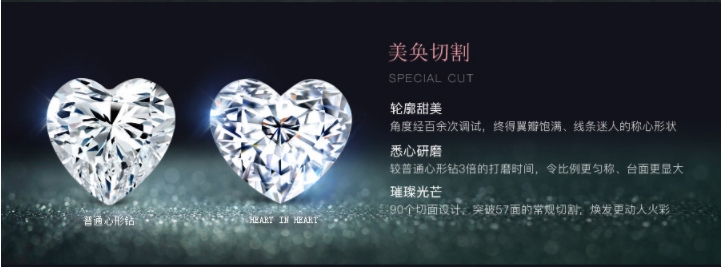 美奂切割
SPECIAL CUT
轮廓甜美
角度经百余次调试，终得翼瓣饱满、线条迷人的称心形状
悉心研磨
较普通心形钻3倍的打磨时间，令比例更匀称、台面更显大
璀璨光芒
90个切面设计、突破57面的常规切割，焕发更动人火彩
普通心形钻
HEART IN HEART